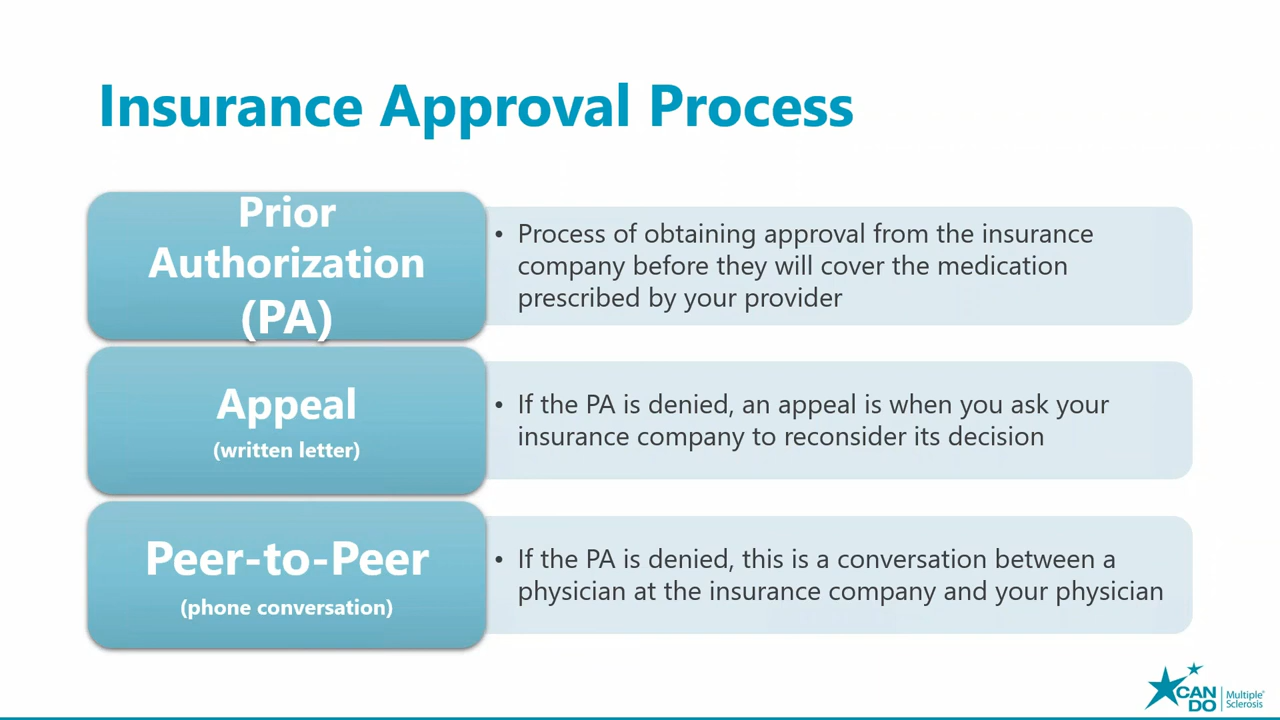 Insurance Approval Process
Prior
Authorization
(PA)
• Process of obtaining approval from the insurance
company before they will cover the medication
prescribed by your provider
Appeal
(written letter)
• If the PA is denied, an appeal is when you ask your
insurance company to reconsider its decision
Peer-to-Peer
(phone conversation)
• If the PA is denied, this is a conversation between a
physician at the insurance company and your physician
CAN
DO
Multiple®
Sclerosis